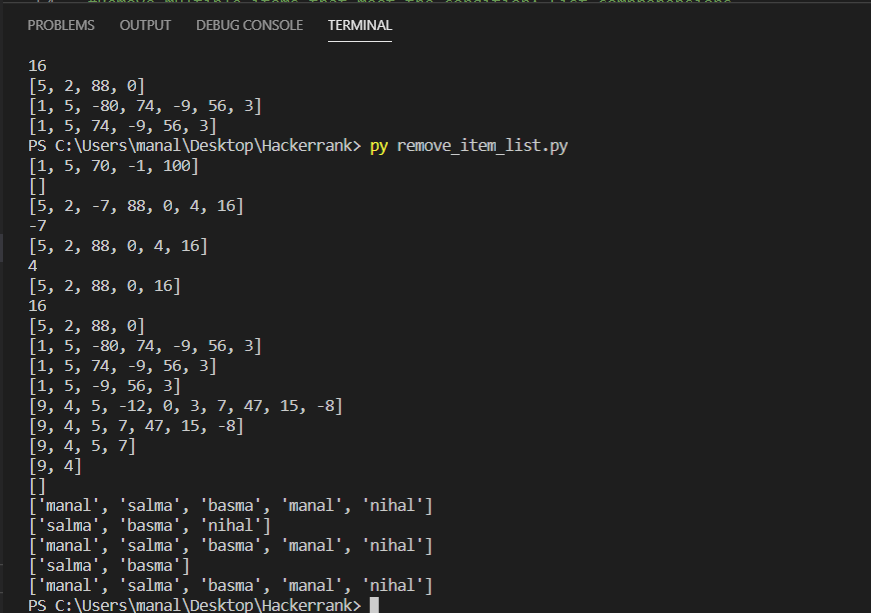 PROBLEMS OUTPUT DEBUG CONSOLE TERMINAL
16
[5, 2, 88, 0]
[1, 5, -80, 74, -9, 56, 3]
[1, 5, 74, -9, 56, 3]
PS C:\Users\manal\Desktop\Hackerrank> py remove_item_list.py
[1, 5, 70, -1, 100]
[]
[5, 2, -7, 88, 0, 4, 16]
-7
[5, 2, 88, 0, 4, 16]
4
[5, 2, 88, 0, 16]
16
[5, 2, 88, 0]
[1, 5, -80, 74, -9, 56, 3]
[1, 5, 74, -9, 56, 3]
[1, 5, -9, 56, 3]
[9, 4, 5, -12, 0, 3, 7, 47, 15, -8]
[9, 4, 5, 7, 47, 15, -8]
[9, 4, 5, 7]
[9, 4]
[]
['manal', 'salma', 'basma', 'manal', 'nihal']
['salma', 'basma', 'nihal']
['manal', 'salma', 'basma', 'manal', 'nihal']
['salma', 'basma']
['manal', 'salma', 'basma', 'manal', 'nihal']
PS C:\Users\manal\Desktop\Hackerrank>